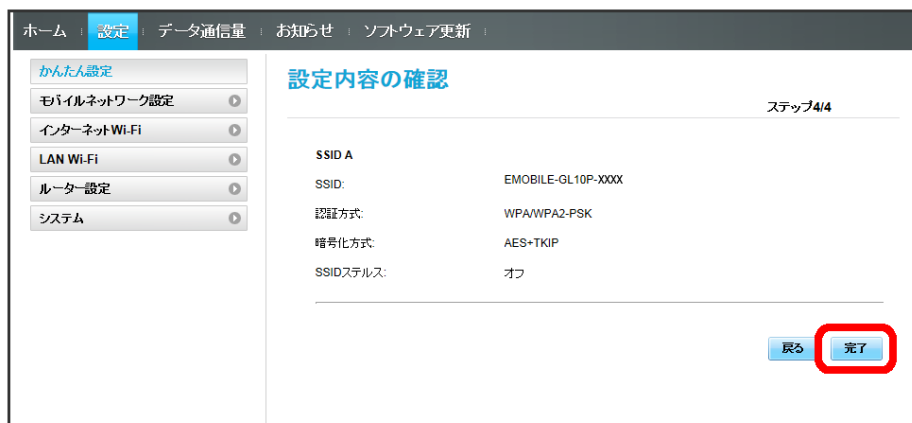 ホーム 設定 データ通信量 お知らせ ソフトウェア更新
かんたん設定
モバイルネットワーク設定
インターネットWi-Fi
LAN Wi-Fi
ルーター設定
システム
設定内容の確認
ステップ4/4
SSID A
SSID: EMOBILE-GL10P-XXXX
認証方式: WPA/WPA2-PSK
暗号化方式: AES+TKIP
SSIDステルス: オフ
戻る 完了